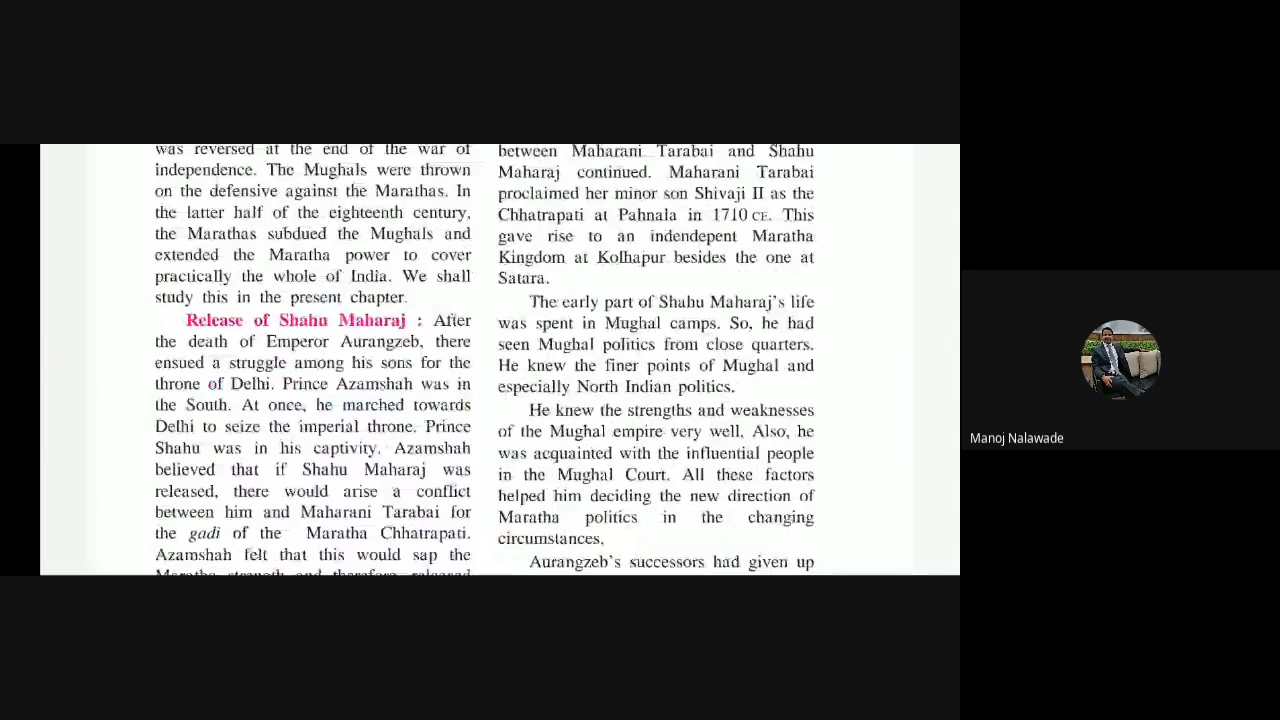 was reversed at the end of the war of
independence. The Mughals were thrown
on the defensive against the Marathas. In
the latter half of the eighteenth century,
the Marathas subdued the Mughals and
extended the Maratha power to cover
practically the whole of India. We shall
study this in the present chapter.
Release of Shahu Maharaj : After
the death of Emperor Aurangzeb, there
ensued a struggle among his sons for the
throne of Delhi. Prince Azamshah was in
the South. At once, he marched towards
Delhi to seize the imperial throne. Prince
Shahu was in his captivity. Azamshah
believed that if Shahu Maharaj was
released, there would arise a conflict
between him and Maharani Tarabai for
the gadi of the Maratha Chhatrapati.
Azamshah felt that this would sap the
Maratha strength and therefore released
between Maharani Tarabai and Shahu
Maharaj continued. Maharani Tarabai
proclaimed her minor son Shivaji II as the
Chhatrapati at Pahnala in 1710 CE. This
gave rise to an indendepent Maratha
Kingdom at Kolhapur besides the one at
Satara.
The early part of Shahu Maharaj's life
was spent in Mughal camps. So, he had
seen Mughal politics from close quarters.
He knew the finer points of Mughal and
especially North Indian politics.
He knew the strengths and weaknesses
of the Mughal empire very well. Also, he
was acquainted with the influential people
in the Mughal Court. All these factors
helped him deciding the new direction of
Maratha politics in the changing
circumstances.
Aurangzeb's successors had given up
Manoj Nalawade